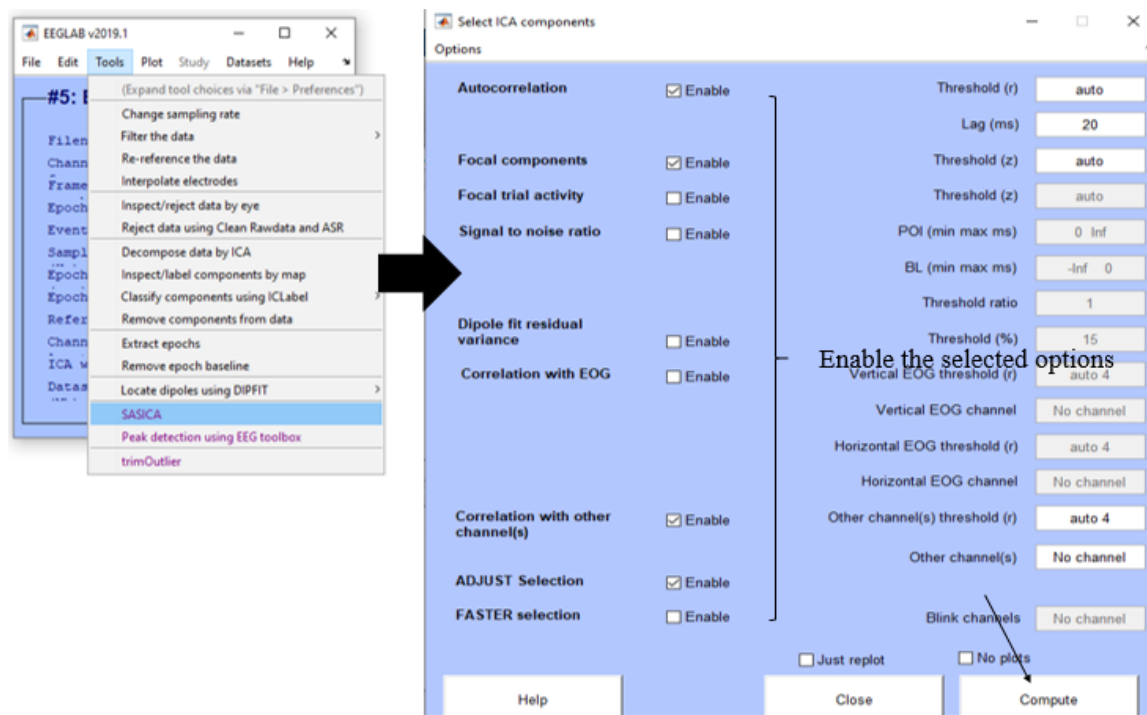 EEGLAB v2019.1
File Edit Tools Plot Study Datasets Help
#5: E
(Expand tool choices via "File > Preferences")
Change sampling rate
Filter the data
Re-reference the data
Interpolate electrodes
Inspect/reject data by eye
Reject data using Clean Rawdata and ASR
Decompose data by ICA
Inspect/label components by map
Classify components using ICLabel
Remove components from data
Extract epochs
Remove epoch baseline
Locate dipoles using DIPFIT
SASICA
Peak detection using EEG toolbox
trimOutlier
Filen
Chann
Frame
Epoch
Event
Sampl
Epoch
Epoch
Refer
Chann
ICA w
Datas
Select ICA components
Options
Autocorrelation Enable Threshold (r) auto
Lag (ms) 20
Focal components Enable Threshold (z) auto
Focal trial activity Enable Threshold (z) auto
Signal to noise ratio Enable POI (min max ms) 0 Inf
BL (min max ms) -Inf 0
Threshold ratio 1
Dipole fit residual
variance Enable Threshold (%) 15
Enable the selected options
Correlation with EOG Enable Vertical EOG threshold (r) auto 4
Vertical EOG channel No channel
Horizontal EOG threshold (r) auto 4
Horizontal EOG channel No channel
Correlation with other
channel(s) Enable Other channel(s) threshold (r) auto 4
Other channel(s) No channel
ADJUST Selection Enable
FASTER selection Enable Blink channels No channel
Just replot No plots
Help Close Compute